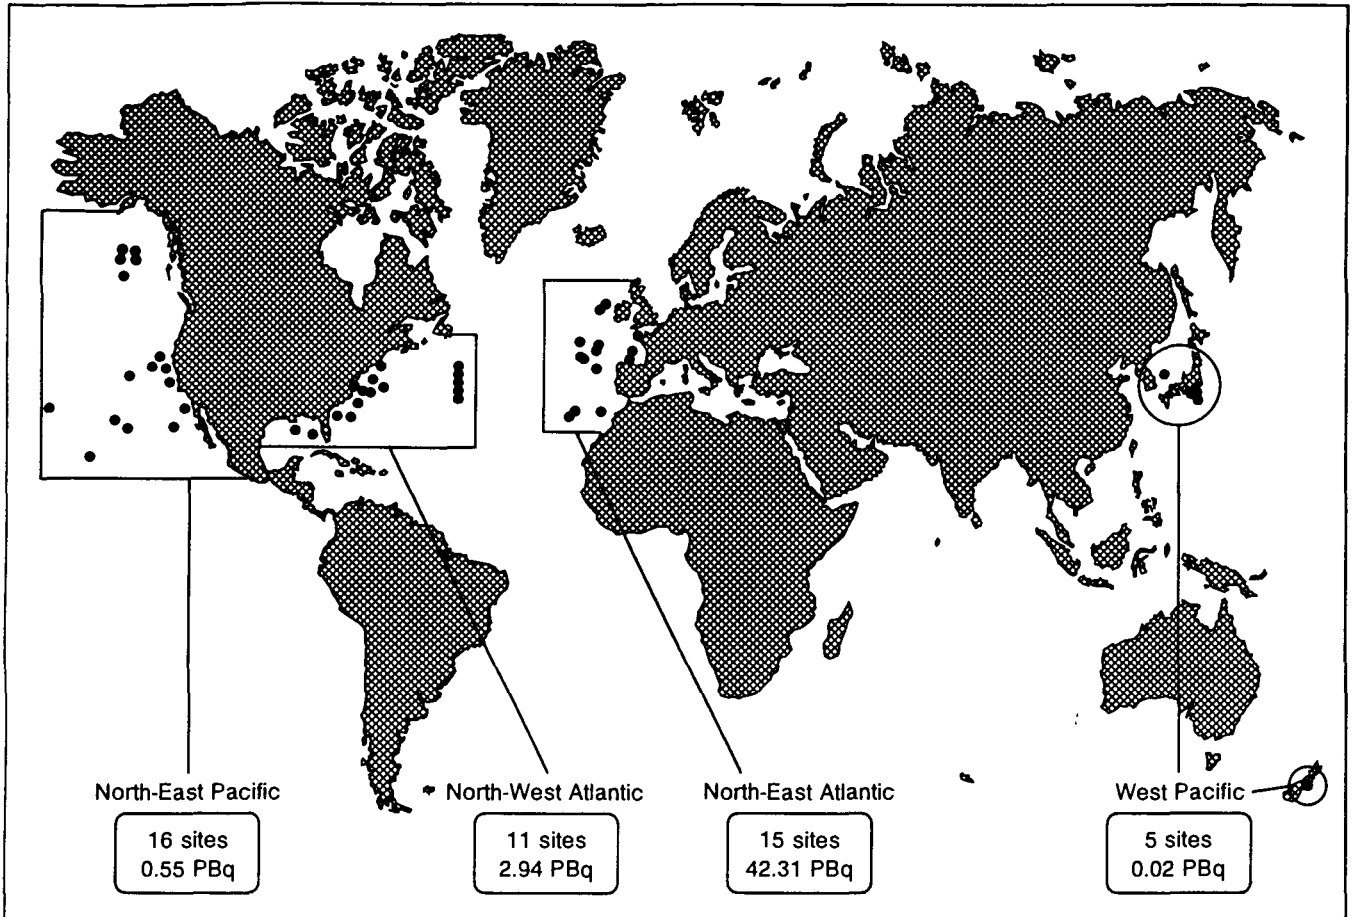 North-East Pacific
16 sites
0.55 PBq
North-West Atlantic
11 sites
2.94 PBq
North-East Atlantic
15 sites
42.31 PBq
West Pacific
5 sites
0.02 PBq